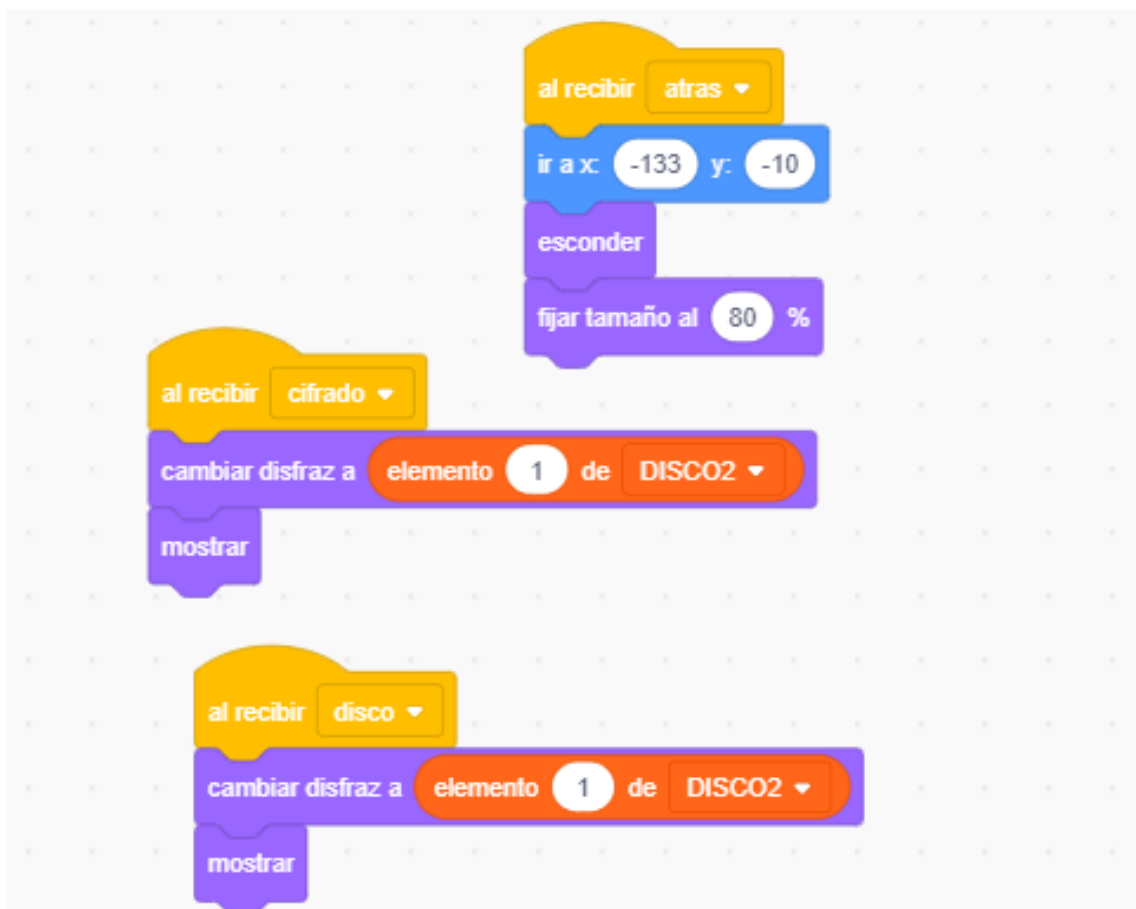 al recibir atras
ir a x: -133 y: -10
esconder
fijar tamaño al 80 %
al recibir cifrado
cambiar disfraz a elemento 1 de DISCO2
mostrar
al recibir disco
cambiar disfraz a elemento 1 de DISCO2
mostrar